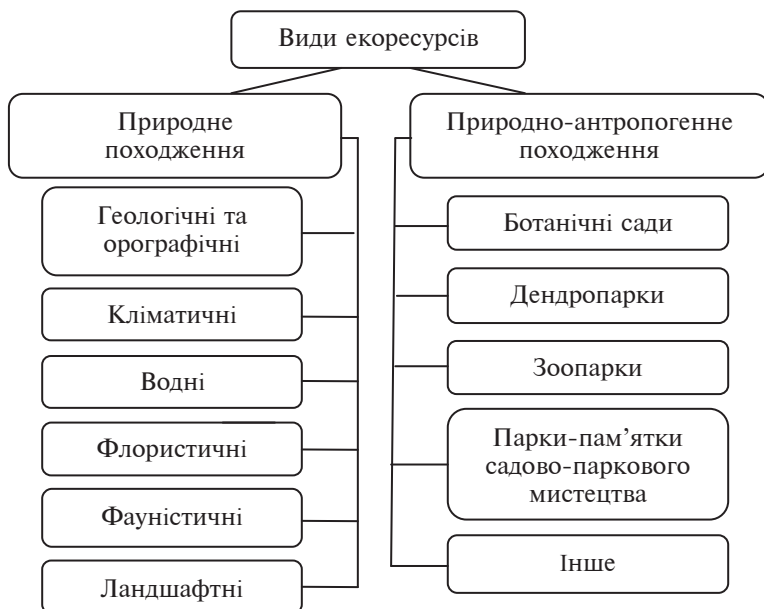 Види екоресурсів
Природне
походження
Геологічні та
орографічні
Кліматичні
Водні
Флористичні
Фауністичні
Ландшафтні
Природно-антропогенне
походження
Ботанічні сади
Дендропарки
Зоопарки
Парки-пам’ятки
садово-паркового
мистецтва
Інше